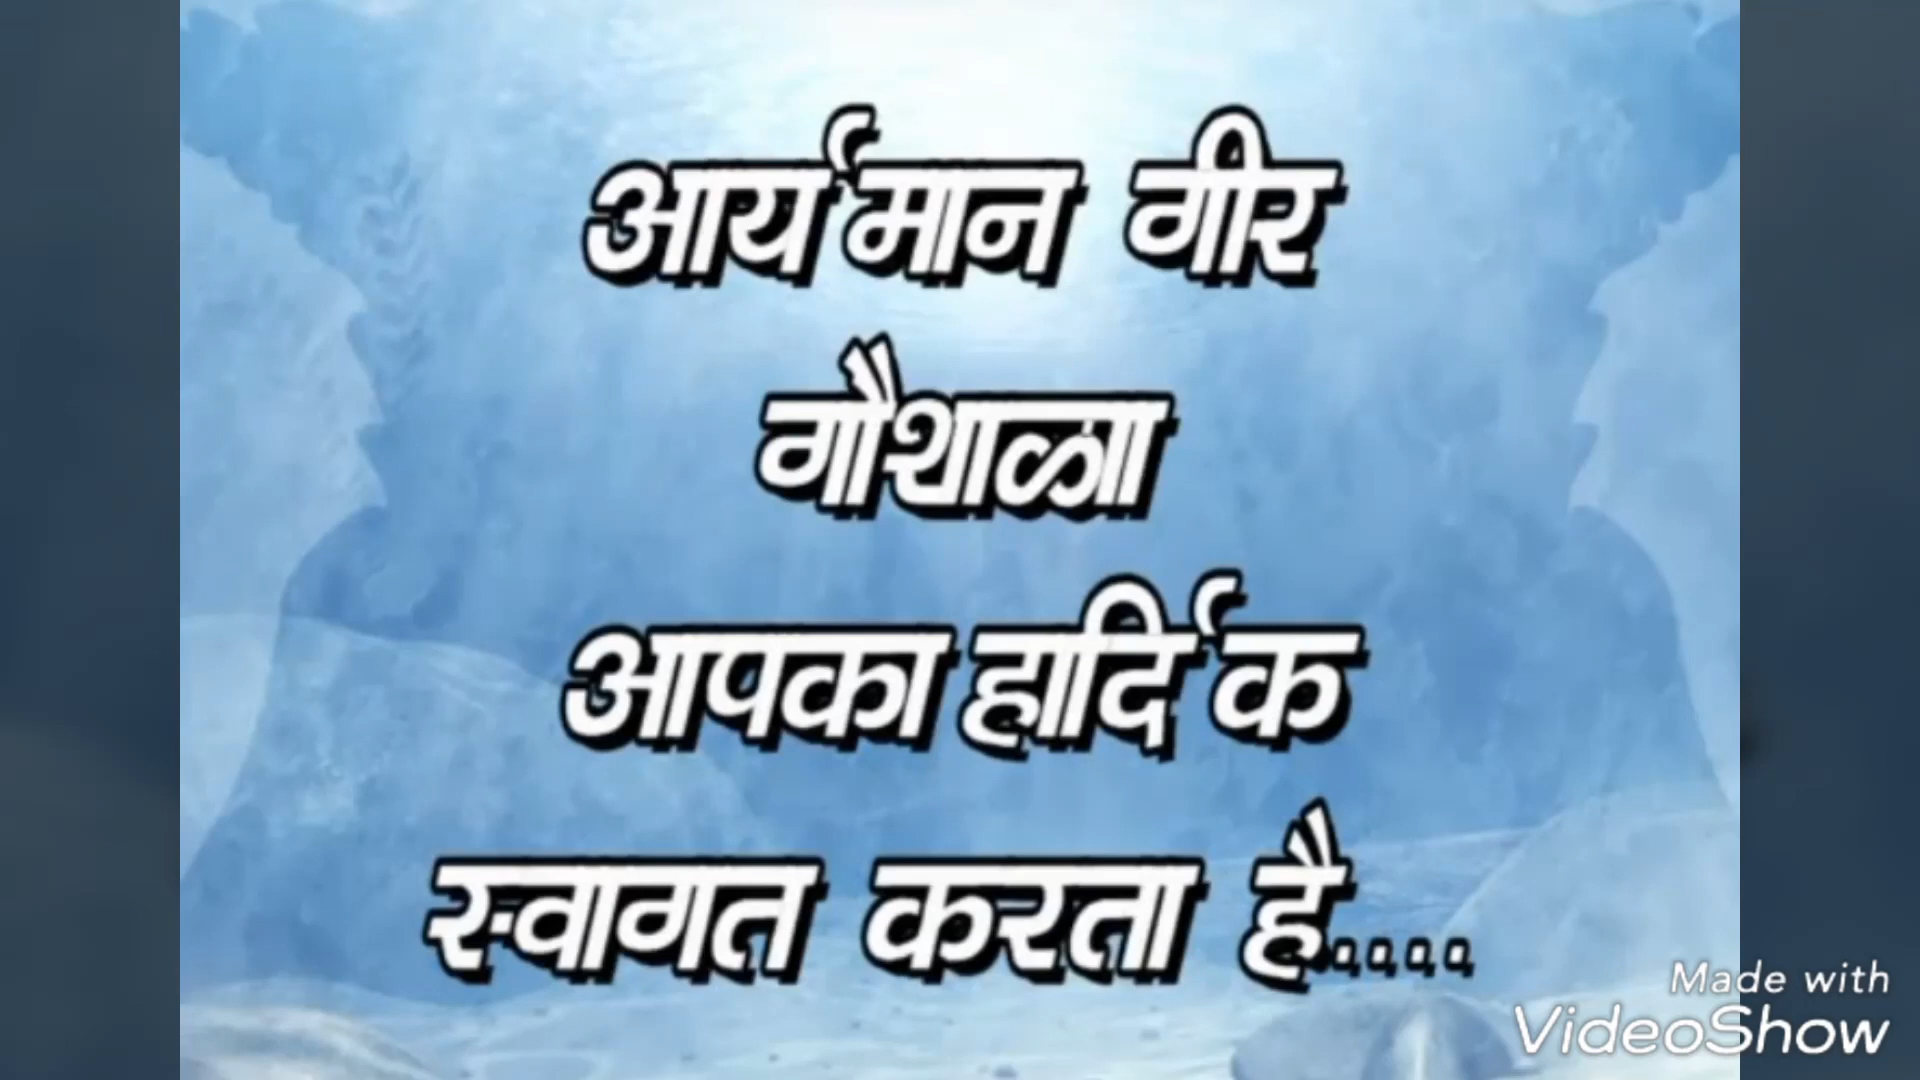 आर्यमान गीर
गौशाळा
आपका हार्दिक
स्वागत करता है....
Made with
VideoShow